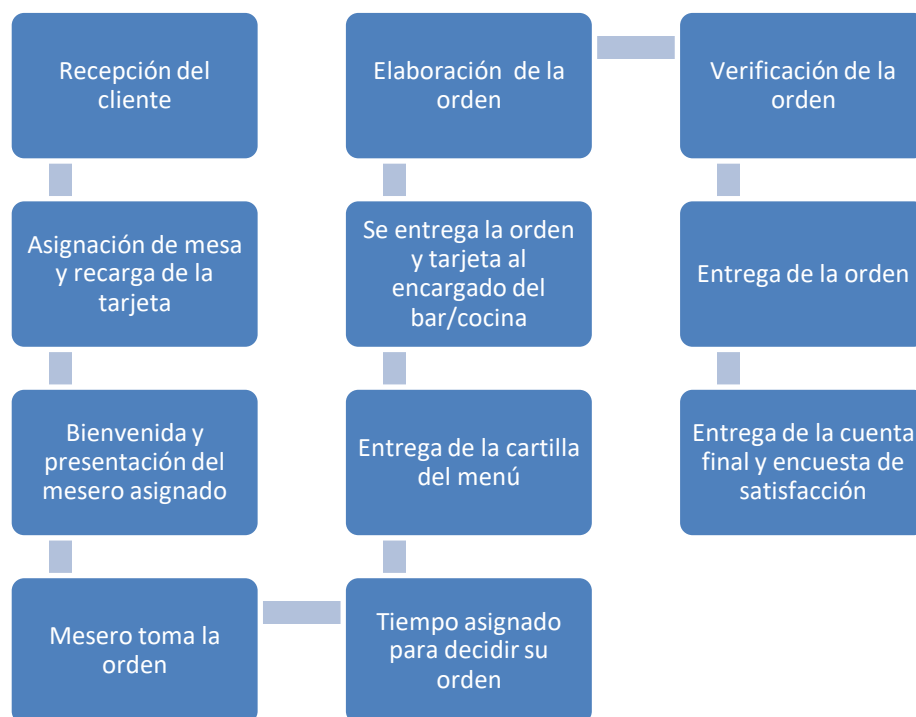 Recepción del
cliente
Asignación de mesa
y recarga de la
tarjeta
Bienvenida y
presentación del
mesero asignado
Mesero toma la
orden
Tiempo asignado
para decidir su
orden
Entrega de la cartilla
del menú
Se entrega la orden
y tarjeta al
encargado del
bar/cocina
Elaboración de la
orden
Verificación de la
orden
Entrega de la orden
Entrega de la cuenta
final y encuesta de
satisfacción